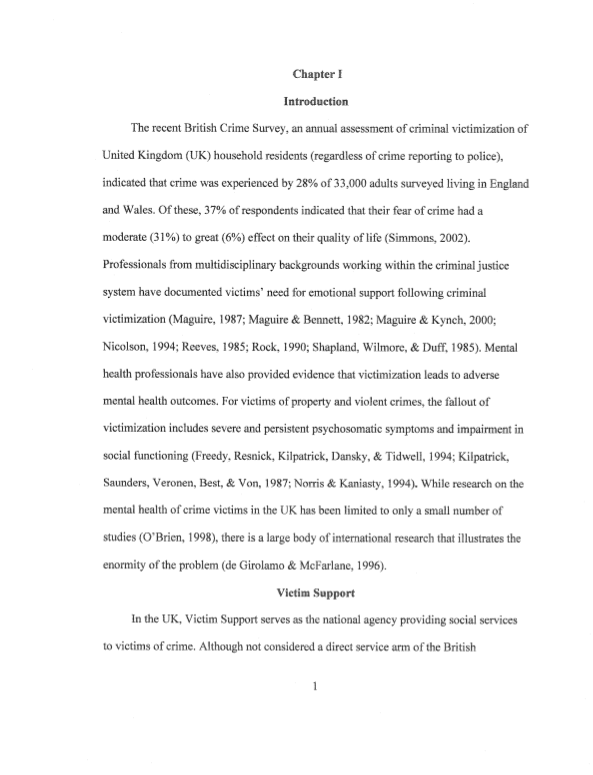 Chapter I
Introduction
The recent British Crime Survey, an annual assessment of criminal victimization of
United Kingdom (UK) household residents (regardless of crime reporting to police),
indicated that crime was experienced by 28% of 33,000 adults surveyed living in England
and Wales. Of these, 37% of respondents indicated that their fear of crime had a
moderate (31%) to great (6%) effect on their quality of life (Simmons, 2002).
Professionals from multidisciplinary backgrounds working within the criminal justice
system have documented victims' need for emotional support following criminal
victimization (Maguire, 1987; Maguire & Bennett, 1982; Maguire & Kynch, 2000;
Nicolson, 1994; Reeves, 1985; Rock, 1990; Shapland, Wilmore, & Duff, 1985). Mental
health professionals have also provided evidence that victimization leads to adverse
mental health outcomes. For victims of property and violent crimes, the fallout of
victimization includes severe and persistent psychosomatic symptoms and impairment in
social functioning (Freedy, Resnick, Kilpatrick, Dansky, & Tidwell, 1994; Kilpatrick,
Saunders, Veronen, Best, & Von, 1987; Norris & Kaniasty, 1994). While research on the
mental health of crime victims in the UK has been limited to only a small number of
studies (O'Brien, 1998), there is a large body of international research that illustrates the
enormity of the problem (de Girolamo & McFarlane, 1996).
Victim Support
In the UK, Victim Support serves as the national agency providing social services
to victims of crime. Although not considered a direct service arm of the British
1